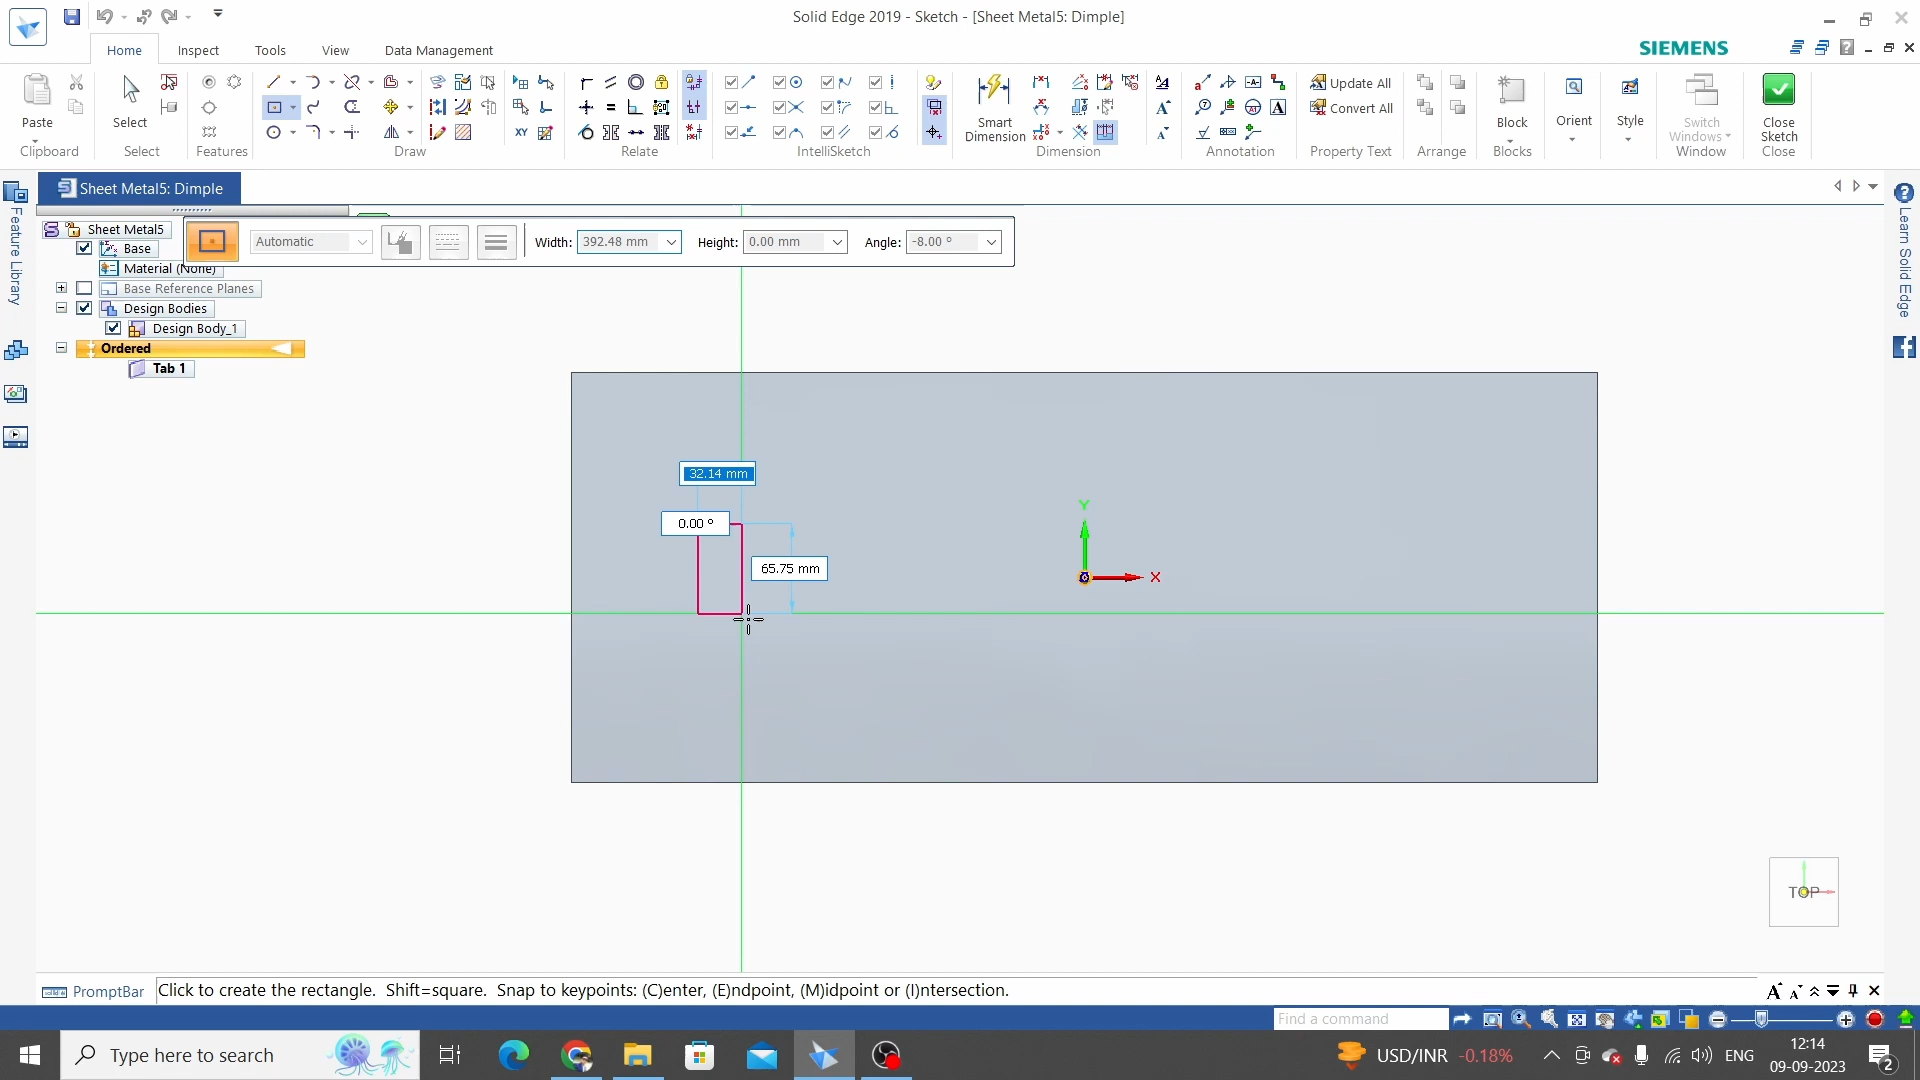 Solid Edge 2019 - Sketch - [Sheet Metal5: Dimple]
Home Inspect Tools View Data Management
SIEMENS
Paste
Clipboard
Select
Select
Features
Draw
Relate
IntelliSketch
Smart
Dimension
Dimension
Annotation
Update All
Convert All
Property Text
Arrange
Block
Blocks
Orient
Style
Switch
Windows
Window
Close
Sketch
Close
Sheet Metal5: Dimple
Feature Library
Learn Solid Edge
Sheet Metal5
Base
Material (None)
Base Reference Planes
Design Bodies
Design Body_1
Ordered
Tab 1
Automatic
Width: 392.48 mm
Height: 0.00 mm
Angle: -8.00 °
32.14 mm
0.00 °
65.75 mm
Y
X
TOP
PromptBar
Click to create the rectangle. Shift=square. Snap to keypoints: (C)enter, (E)ndpoint, (M)idpoint or (I)ntersection.
Find a command
Type here to search
USD/INR -0.18%
ENG
12:14
09-09-2023
2